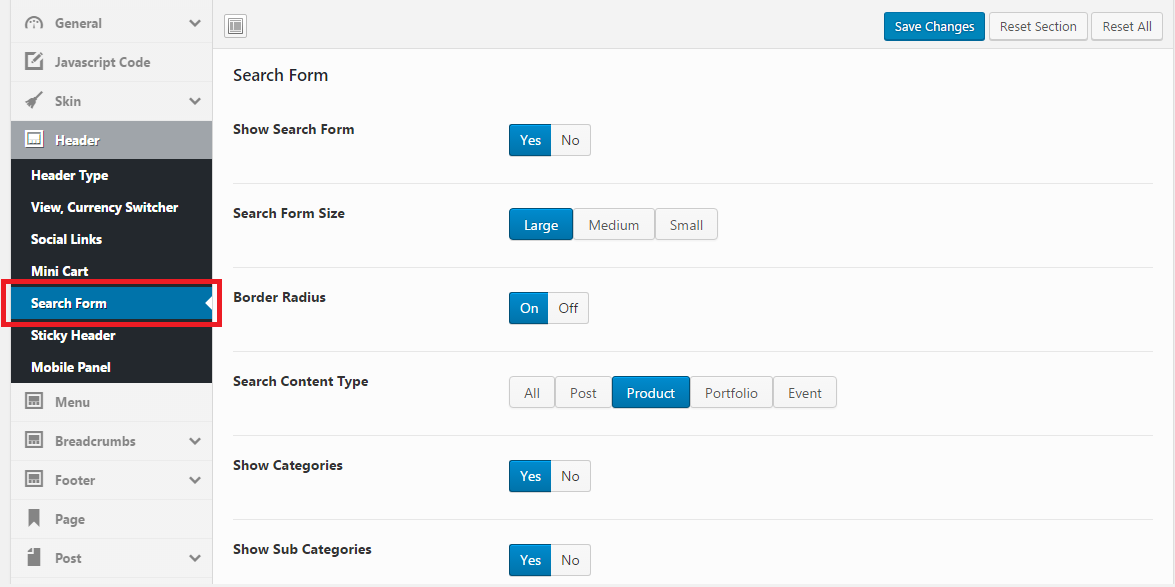 General
Javascript Code
Skin
Header
Header Type
View, Currency Switcher
Social Links
Mini Cart
Search Form
Sticky Header
Mobile Panel
Menu
Breadcrumbs
Footer
Page
Post
Save Changes Reset Section Reset All
Search Form
Show Search Form Yes No
Search Form Size Large Medium Small
Border Radius On Off
Search Content Type All Post Product Portfolio Event
Show Categories Yes No
Show Sub Categories Yes No